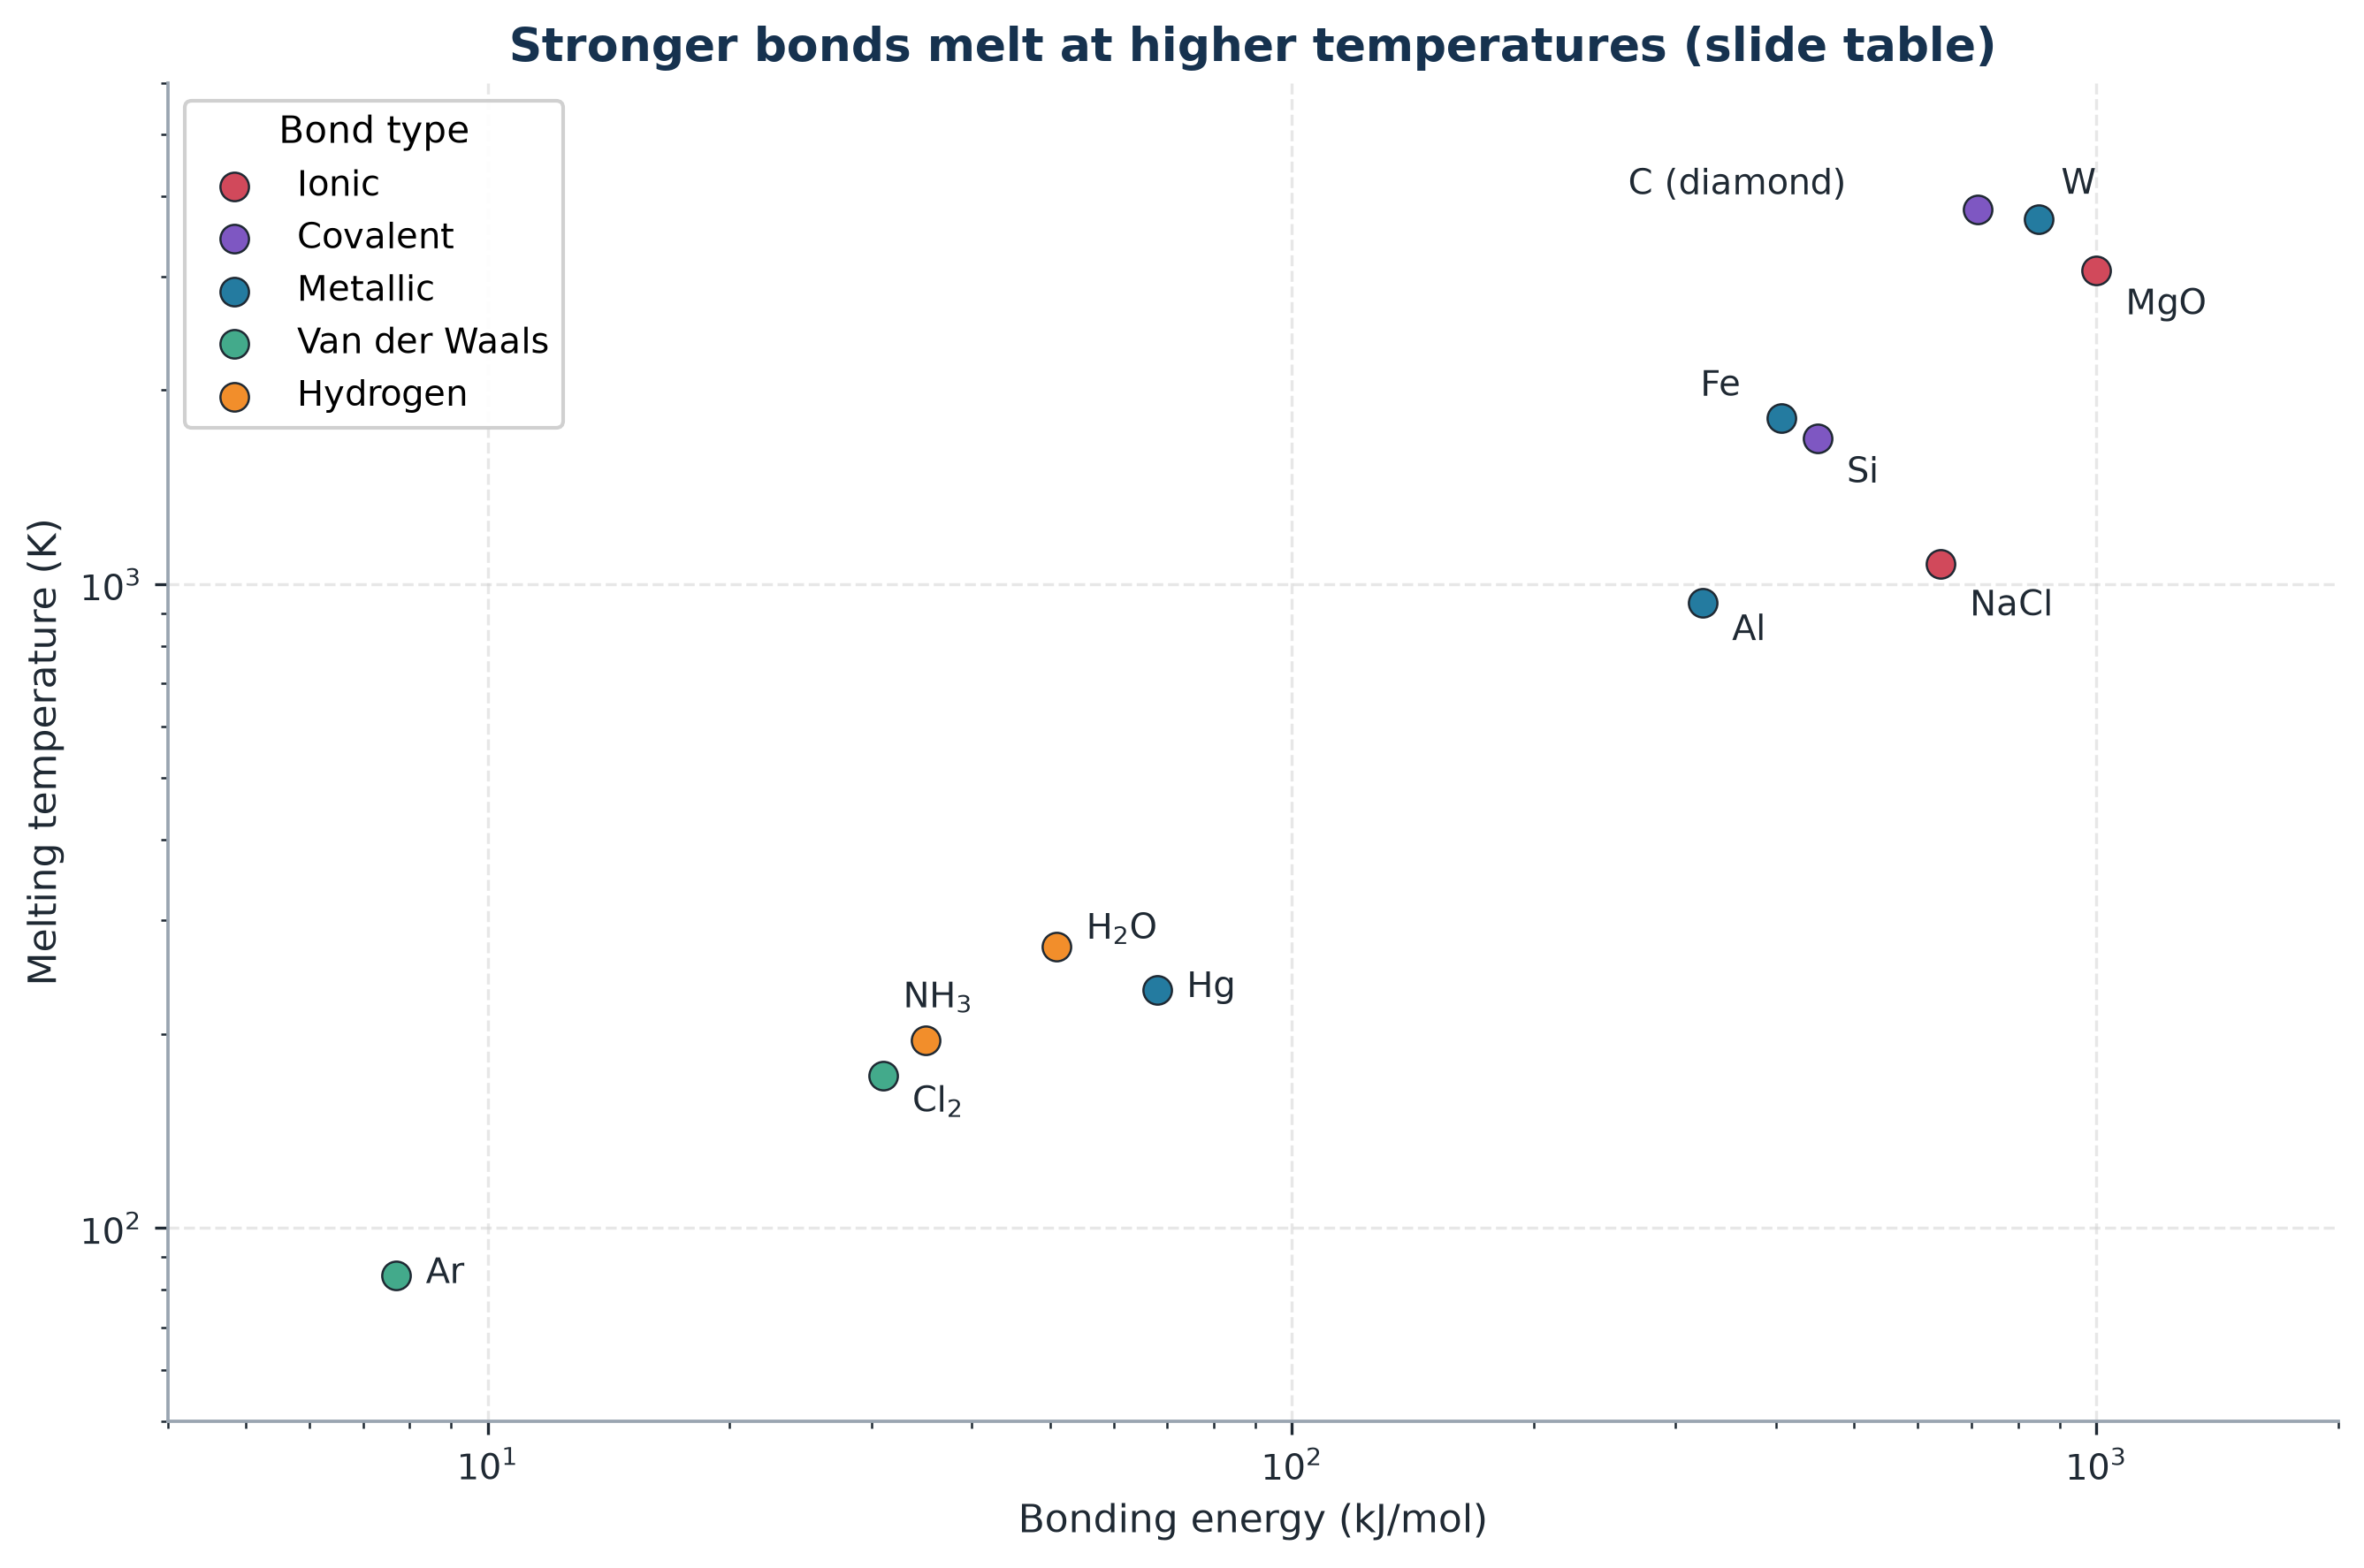 Stronger bonds melt at higher temperatures (slide table)
Bond type
Ionic
Covalent
Metallic
Van der Waals
Hydrogen
C (diamond)
W
MgO
Fe
Si
NaCl
Al
H₂O
Hg
NH₃
Cl₂
Ar
Melting temperature (K)
10³
10²
10¹
10²
10³
Bonding energy (kJ/mol)